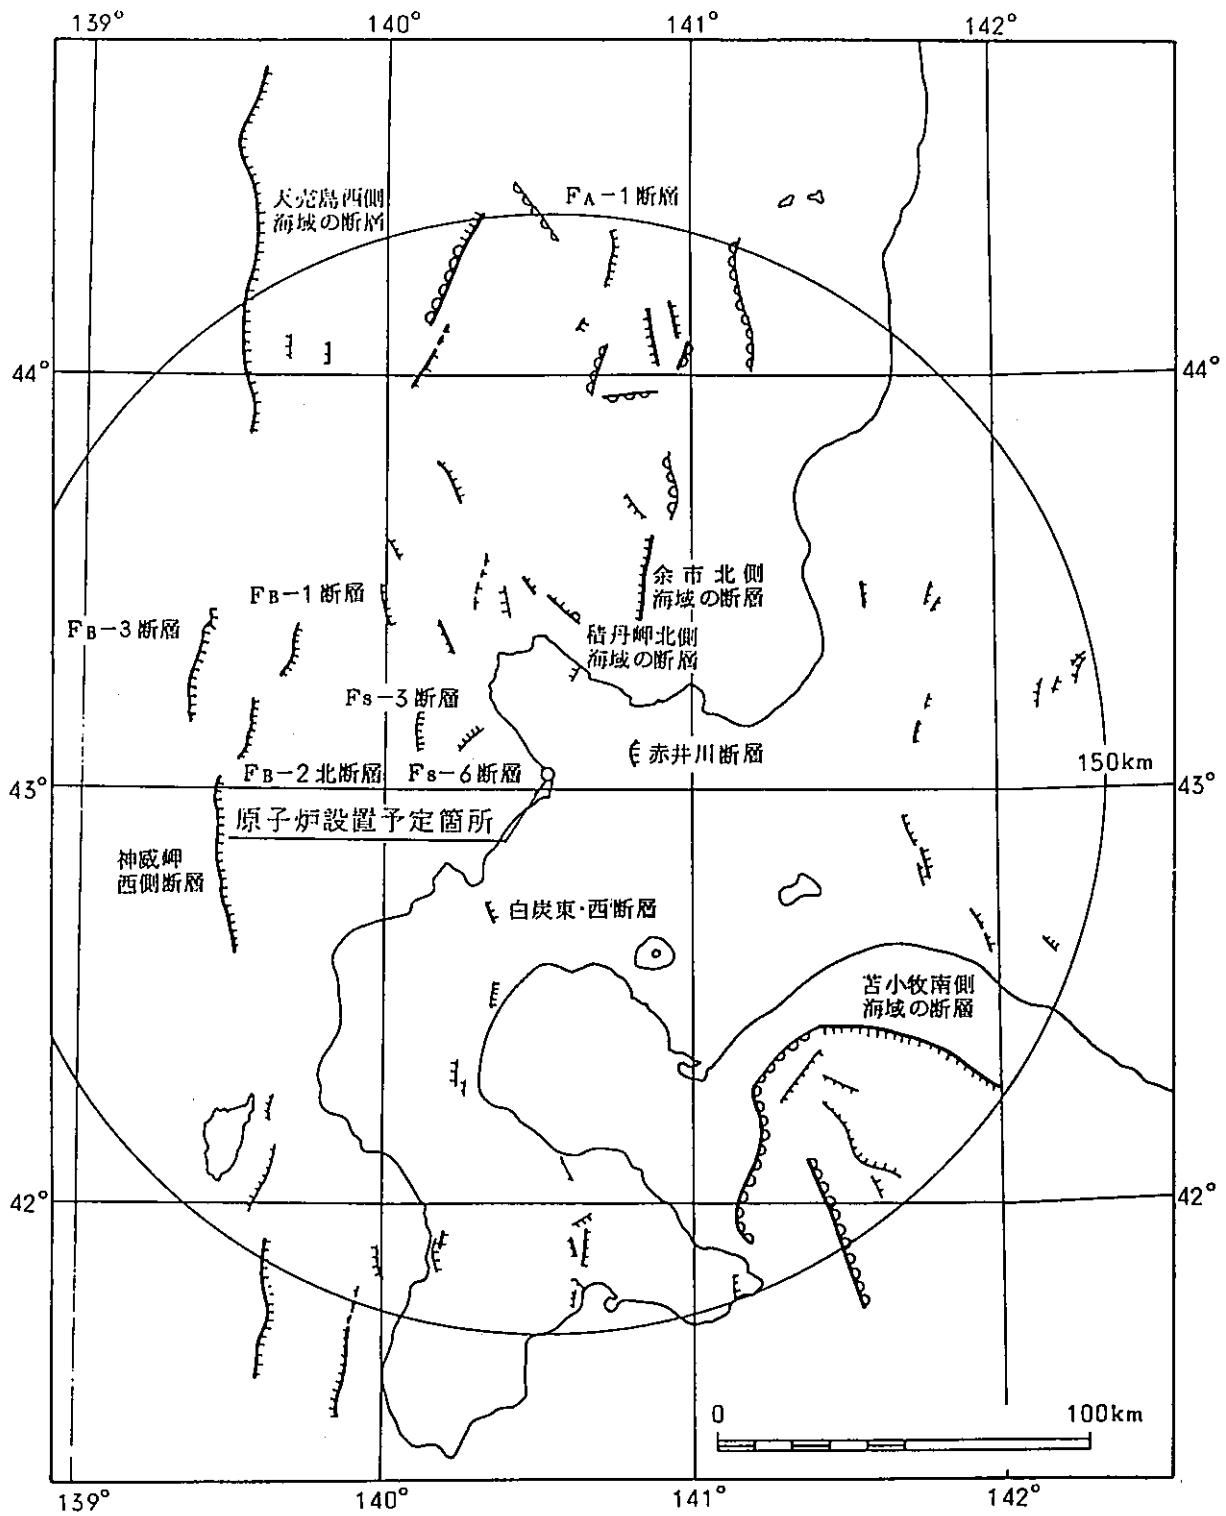 139° 140° 141° 142°
天売島西側
海域の断層
FA-1断層
44° 44°
余市北側
海域の断層
FB-1断層
FB-3断層
積丹岬北側
海域の断層
Fs-3断層
赤井川断層
150km
FB-2北断層 Fs-6断層
43° 43°
原子炉設置予定箇所
神威岬
西側断層
白炭東・西断層
苫小牧南側
海域の断層
42° 42°
0 100km
139° 140° 141° 142°